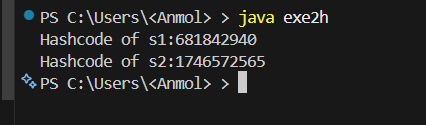 PS C:\Users\<Anmol> > java exe2h
Hashcode of s1:681842940
Hashcode of s2:1746572565
PS C:\Users\<Anmol> >